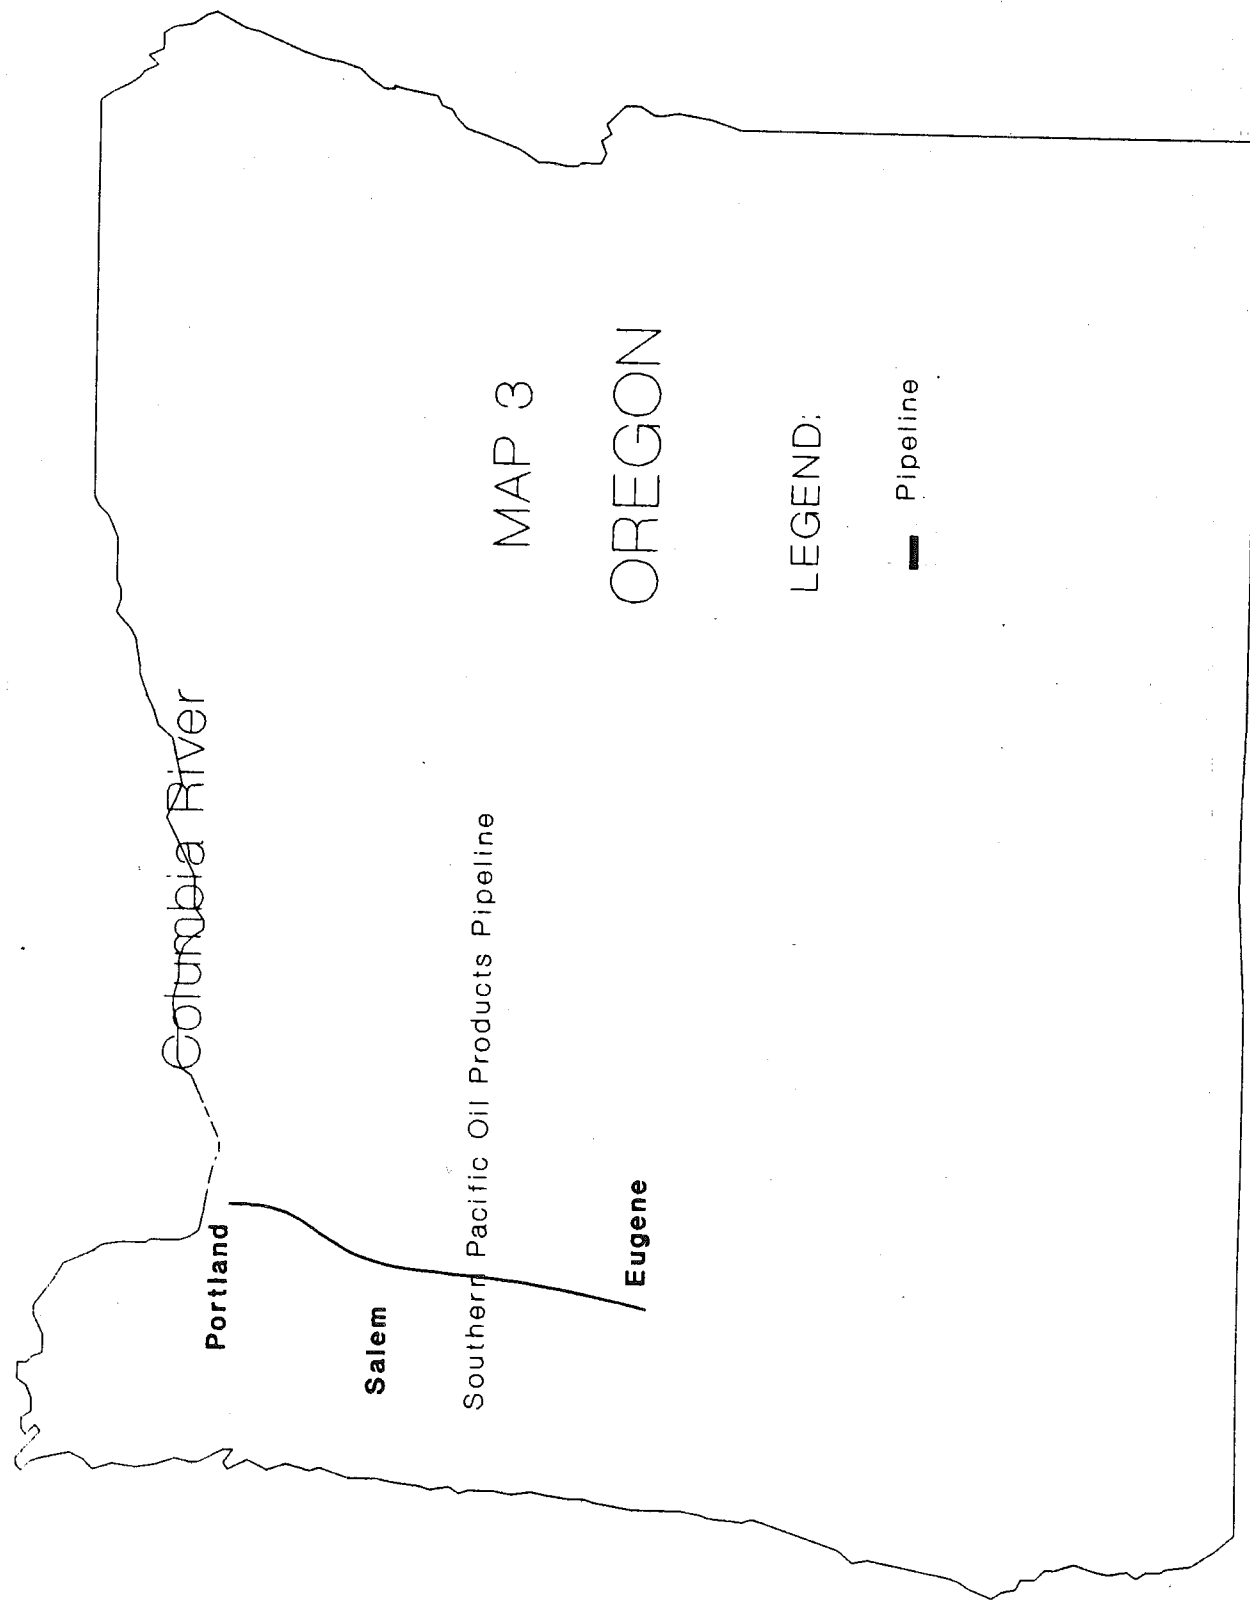 Columbia River
Portland
Salem
Southern Pacific Oil Products Pipeline
Eugene
MAP 3
OREGON
LEGEND:
Pipeline